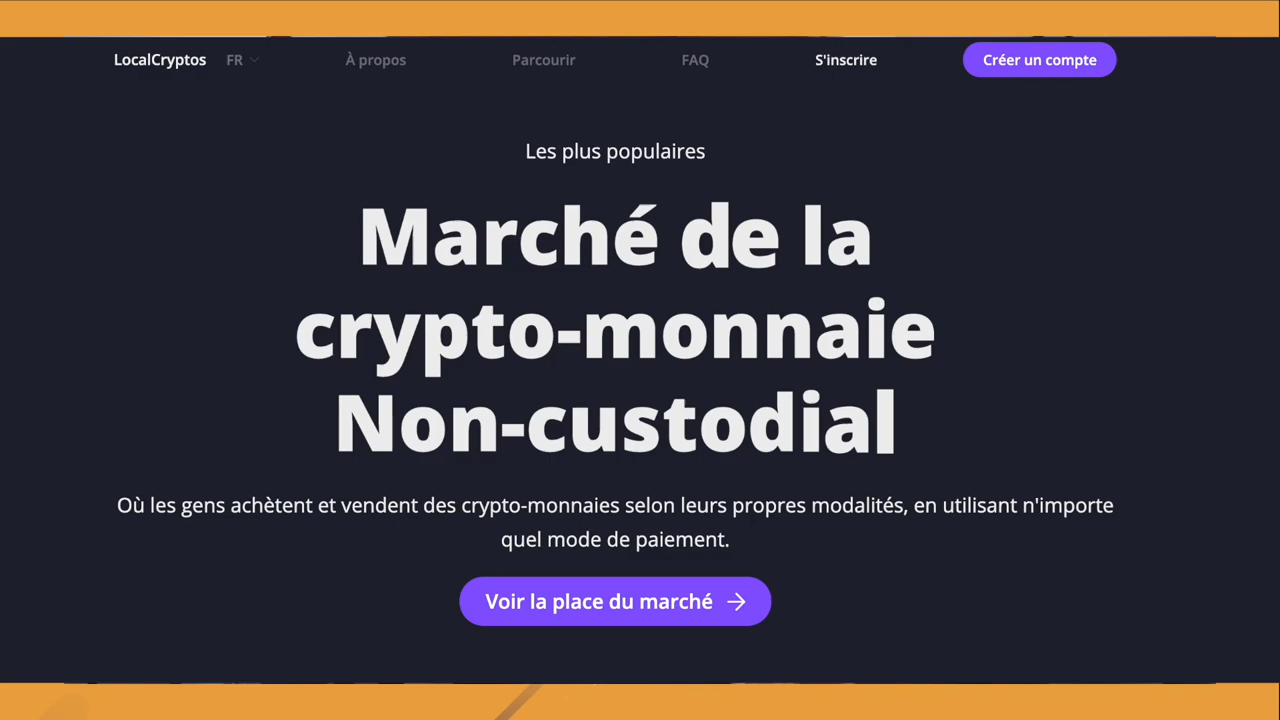 LocalCryptos FR À propos Parcourir FAQ S'inscrire Créer un compte
Les plus populaires
Marché de la
crypto-monnaie
Non-custodial
Où les gens achètent et vendent des crypto-monnaies selon leurs propres modalités, en utilisant n'importe
quel mode de paiement.
Voir la place du marché